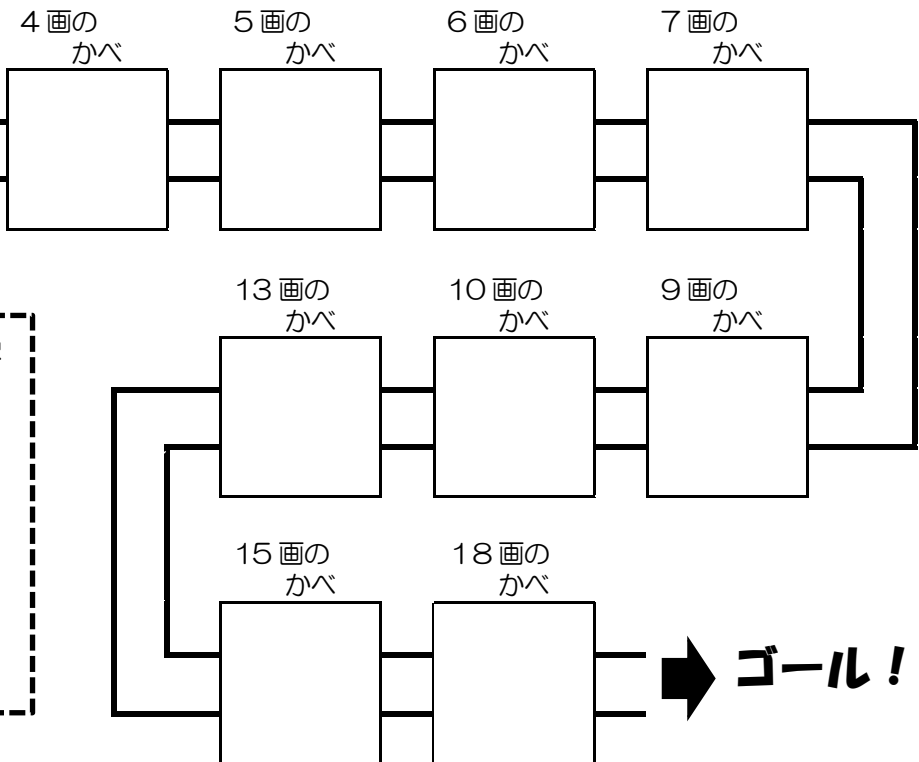 4画の
かべ
5画の
かべ
6画の
かべ
7画の
かべ
13画の
かべ
10画の
かべ
9画の
かべ
15画の
かべ
18画の
かべ
ゴール！